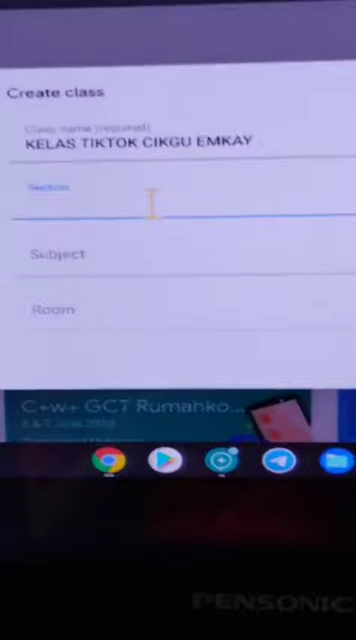 Create class
Class name (required)
KELAS TIKTOK CIKGU EMKAY
Section
Subject
Room
C+w+ GCT Rumahko...
PENSONIC